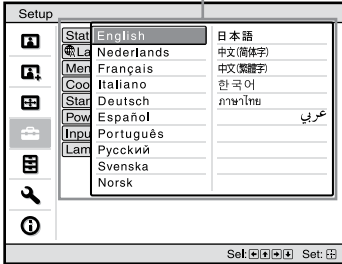 Setup
Stat
La
Men
Coo
Star
Pow
Inpu
Lam
English
Nederlands
Français
Italiano
Deutsch
Español
Português
Русский
Svenska
Norsk
日本語
中文(简体字)
中文(繁體字)
한국어
ภาษาไทย
عربي
Sel: Set: